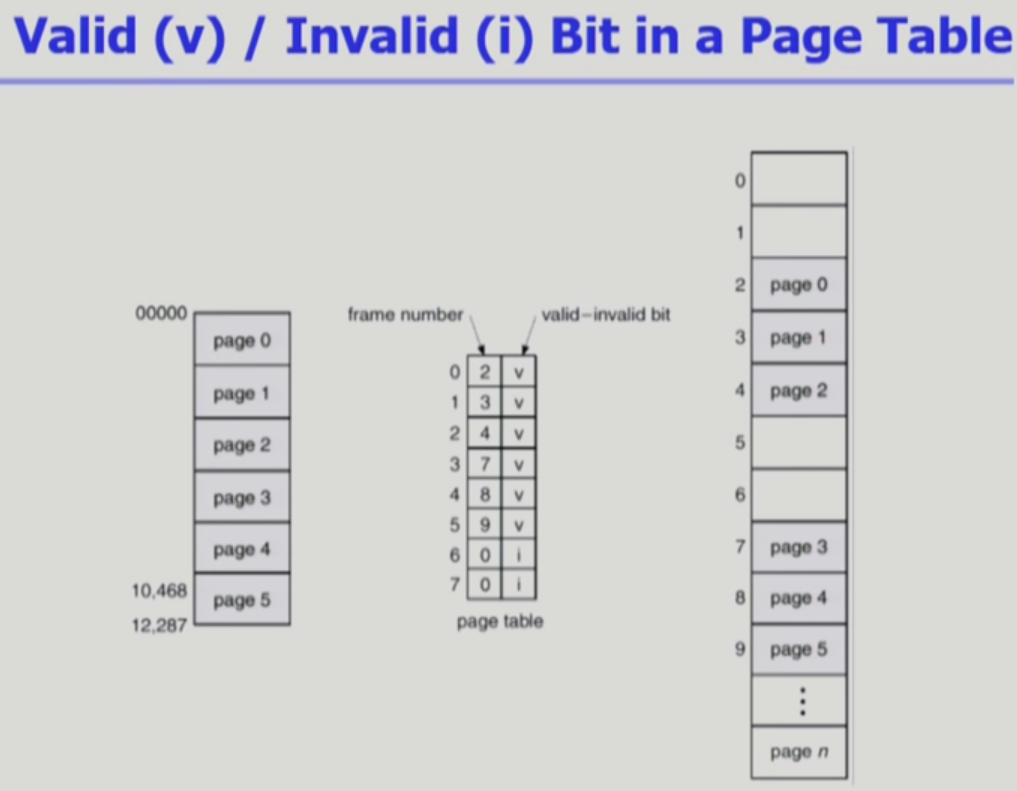 Valid (v) / Invalid (i) Bit in a Page Table
00000
page 0
page 1
page 2
page 3
page 4
10,468
page 5
12,287
frame number
valid–invalid bit
0 2 v
1 3 v
2 4 v
3 7 v
4 8 v
5 9 v
6 0 i
7 0 i
page table
0
1
2 page 0
3 page 1
4 page 2
5
6
7 page 3
8 page 4
9 page 5
⋮
page n